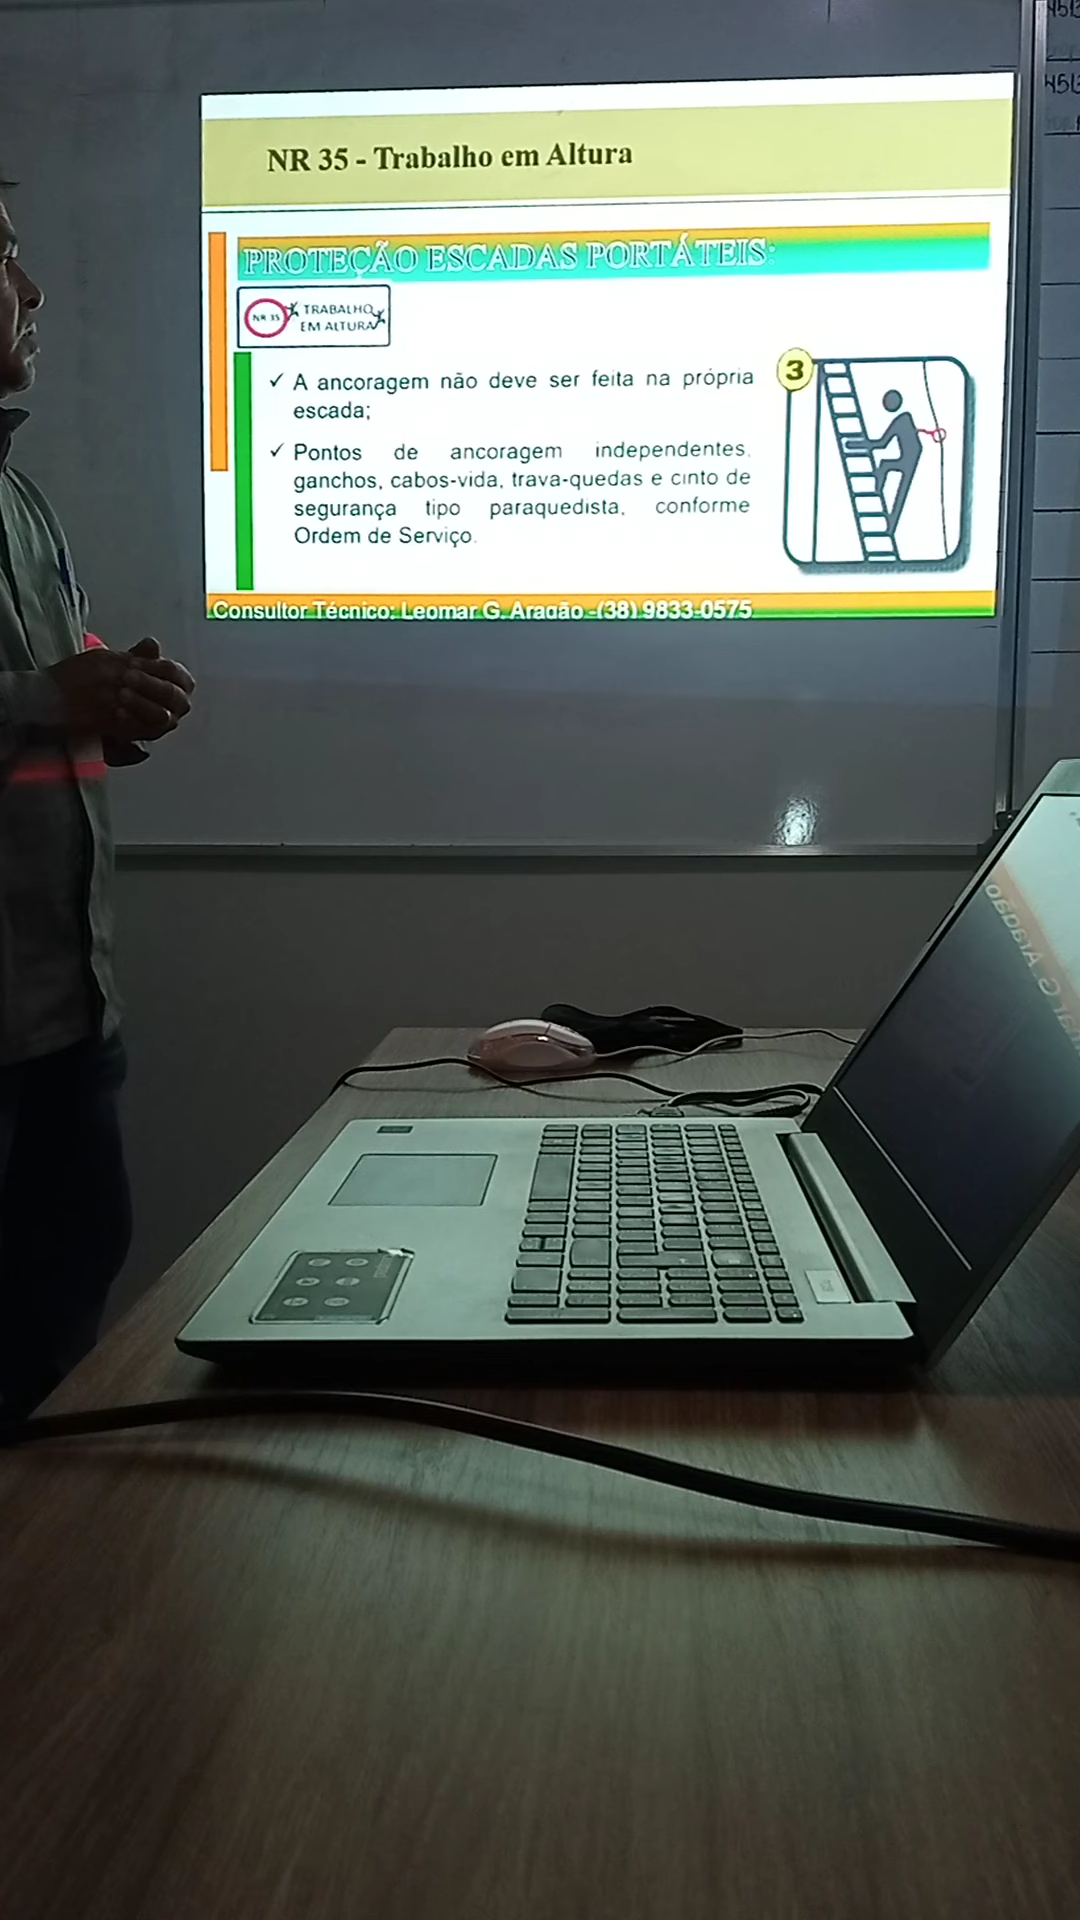 NR 35 - Trabalho em Altura
PROTEÇÃO ESCADAS PORTÁTEIS:
NR 35
TRABALHO
EM ALTURA
✓ A ancoragem não deve ser feita na própria
escada;
✓ Pontos de ancoragem independentes,
ganchos, cabos-vida, trava-quedas e cinto de
segurança tipo paraquedista, conforme
Ordem de Serviço.
3
Consultor Técnico: Leomar G. Aragão -(38) 9833-0575
G. Aragão